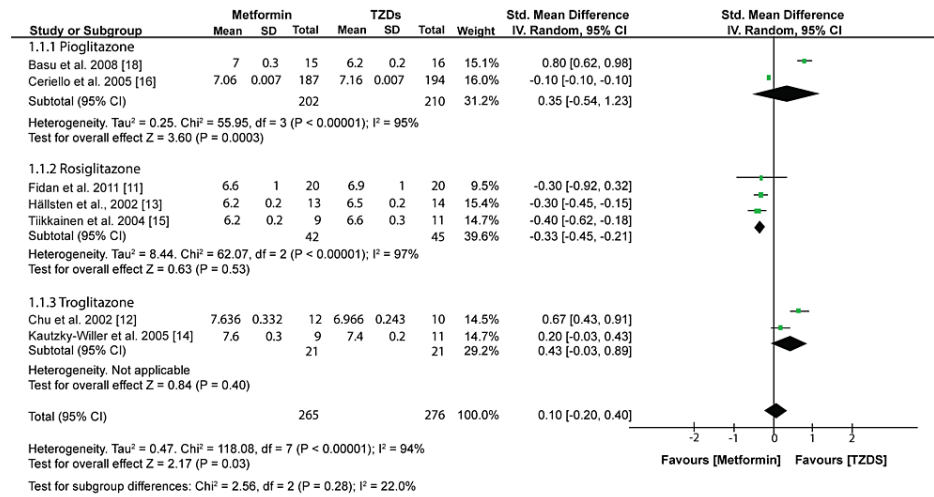 Metformin TZDs Std. Mean Difference Std. Mean Difference
Study or Subgroup Mean SD Total Mean SD Total Weight IV. Random, 95% CI IV. Random, 95% CI
1.1.1 Pioglitazone
Basu et al. 2008 [18] 7 0.3 15 6.2 0.2 16 15.1% 0.80 [0.62, 0.98]
Ceriello et al. 2005 [16] 7.06 0.007 187 7.16 0.007 194 16.0% -0.10 [-0.10, -0.10]
Subtotal (95% CI) 202 210 31.2% 0.35 [-0.54, 1.23]
Heterogeneity. Tau² = 0.25. Chi² = 55.95, df = 3 (P < 0.00001); I² = 95%
Test for overall effect Z = 3.60 (P = 0.0003)
1.1.2 Rosiglitazone
Fidan et al. 2011 [11] 6.6 1 20 6.9 1 20 9.5% -0.30 [-0.92, 0.32]
Hällsten et al., 2002 [13] 6.2 0.2 13 6.5 0.2 14 15.4% -0.30 [-0.45, -0.15]
Tiikkainen et al. 2004 [15] 6.2 0.2 9 6.6 0.3 11 14.7% -0.40 [-0.62, -0.18]
Subtotal (95% CI) 42 45 39.6% -0.33 [-0.45, -0.21]
Heterogeneity. Tau² = 8.44. Chi² = 62.07, df = 2 (P < 0.00001); I² = 97%
Test for overall effect Z = 0.63 (P = 0.53)
1.1.3 Troglitazone
Chu et al. 2002 [12] 7.636 0.332 12 6.966 0.243 10 14.5% 0.67 [0.43, 0.91]
Kautzky-Willer et al. 2005 [14] 7.6 0.3 9 7.4 0.2 11 14.7% 0.20 [-0.03, 0.43]
Subtotal (95% CI) 21 21 29.2% 0.43 [-0.03, 0.89]
Heterogeneity. Not applicable
Test for overall effect Z = 0.84 (P = 0.40)
Total (95% CI) 265 276 100.0% 0.10 [-0.20, 0.40]
-2 -1 0 1 2
Heterogeneity. Tau² = 0.47. Chi² = 118.08, df = 7 (P < 0.00001); I² = 94%
Favours [Metformin] Favours [TZDS]
Test for overall effect Z = 2.17 (P = 0.03)
Test for subgroup differences: Chi² = 2.56, df = 2 (P = 0.28); I² = 22.0%